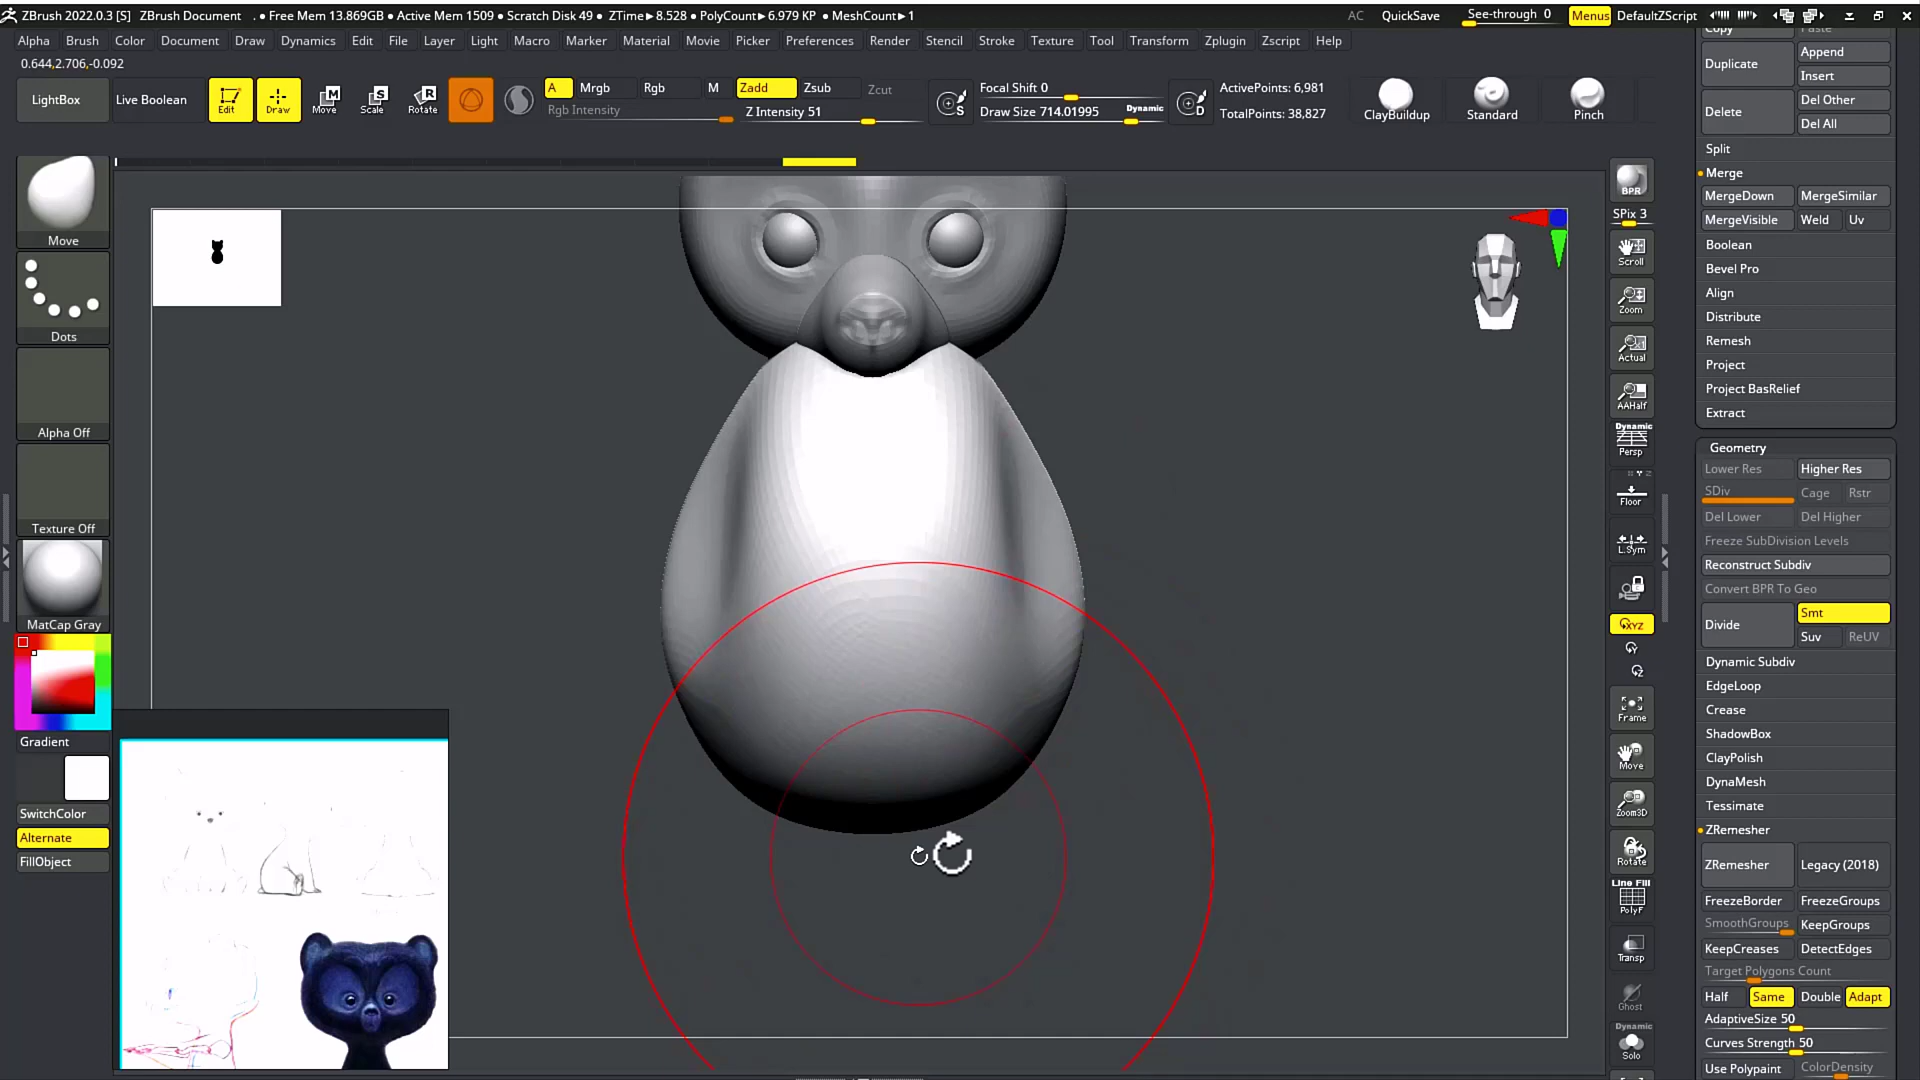 ZBrush 2022.0.3 [S] ZBrush Document . • Free Mem 13.869GB • Active Mem 1509 • Scratch Disk 49 • ZTime▸8.528 • PolyCount▸6.979 KP • MeshCount▸1 AC QuickSave See-through 0 Menus DefaultZScript
Alpha Brush Color Document Draw Dynamics Edit File Layer Light Macro Marker Material Movie Picker Preferences Render Stencil Stroke Texture Tool Transform Zplugin Zscript Help
0.644,2.706,-0.092
LightBox Live Boolean Edit Draw Move Scale Rotate
M S R
A Mrgb Rgb M Zadd Zsub Zcut
Rgb Intensity Z Intensity 51
S Focal Shift 0
Draw Size 714.01995 Dynamic
D ActivePoints: 6,981
TotalPoints: 38,827
ClayBuildup Standard Pinch
Move
Dots
Alpha Off
Texture Off
MatCap Gray
Gradient
SwitchColor
Alternate
FillObject
BPR
SPix 3
Scroll
Zoom
Actual
AAHalf
Dynamic
Persp
Floor
L.Sym
XYZ
Y
Z
Frame
Move
Zoom3D
Rotate
Line Fill
PolyF
Transp
Ghost
Dynamic
Solo
Copy Paste
Duplicate Append
Insert
Delete Del Other
Del All
Split
Merge
MergeDown MergeSimilar
MergeVisible Weld Uv
Boolean
Bevel Pro
Align
Distribute
Remesh
Project
Project BasRelief
Extract
Geometry
Lower Res Higher Res
SDiv Cage Rstr
Del Lower Del Higher
Freeze SubDivision Levels
Reconstruct Subdiv
Convert BPR To Geo
Divide Smt
Suv ReUV
Dynamic Subdiv
EdgeLoop
Crease
ShadowBox
ClayPolish
DynaMesh
Tessimate
ZRemesher
ZRemesher Legacy (2018)
FreezeBorder FreezeGroups
SmoothGroups KeepGroups
KeepCreases DetectEdges
Target Polygons Count
Half Same Double Adapt
AdaptiveSize 50
Curves Strength 50
Use Polypaint ColorDensity